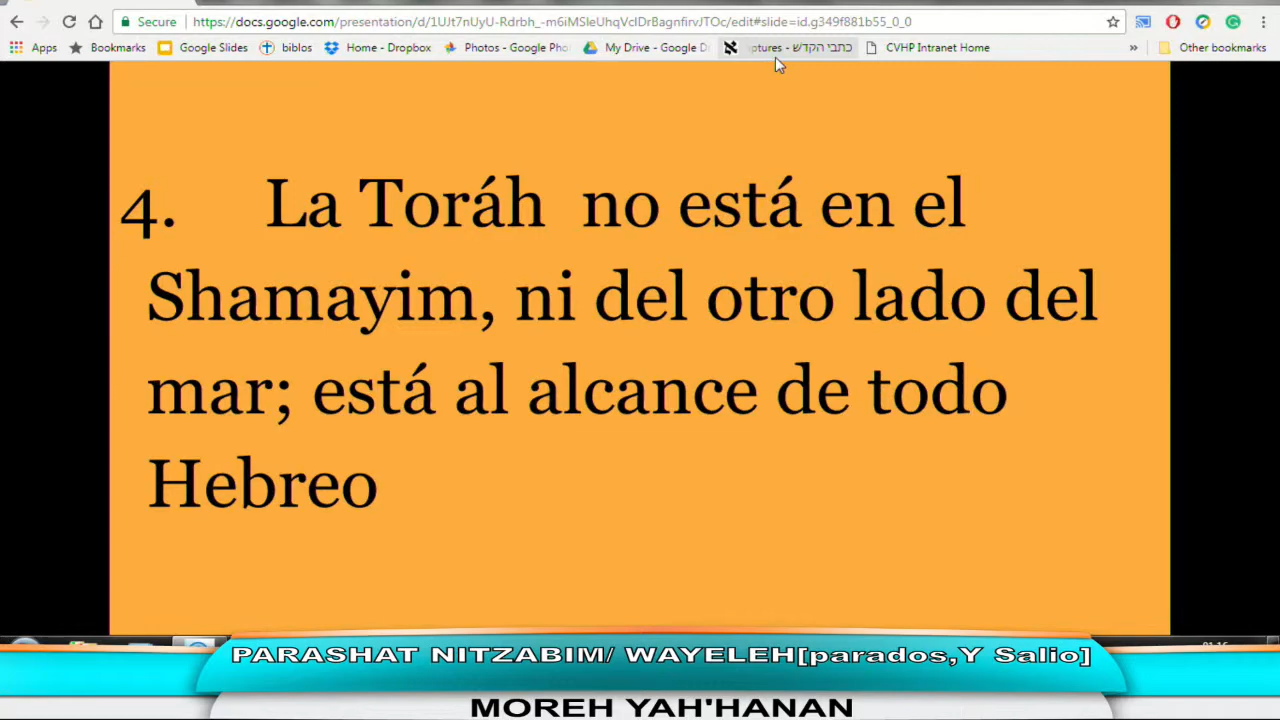 Secure https://docs.google.com/presentation/d/1UJt7nUyU-Rdrbh_-m6iMSleUhqVclDrBagnfirvJTOc/edit#slide=id.g349f881b55_0_0
Apps Bookmarks Google Slides biblos Home - Dropbox Photos - Google Pho My Drive - Google Dr ptures - כתבי הקדש CVHP Intranet Home » Other bookmarks
4. La Toráh no está en el
Shamayim, ni del otro lado del
mar; está al alcance de todo
Hebreo
PARASHAT NITZABIM/ WAYELEH[parados,Y Salio]
MOREH YAH'HANAN